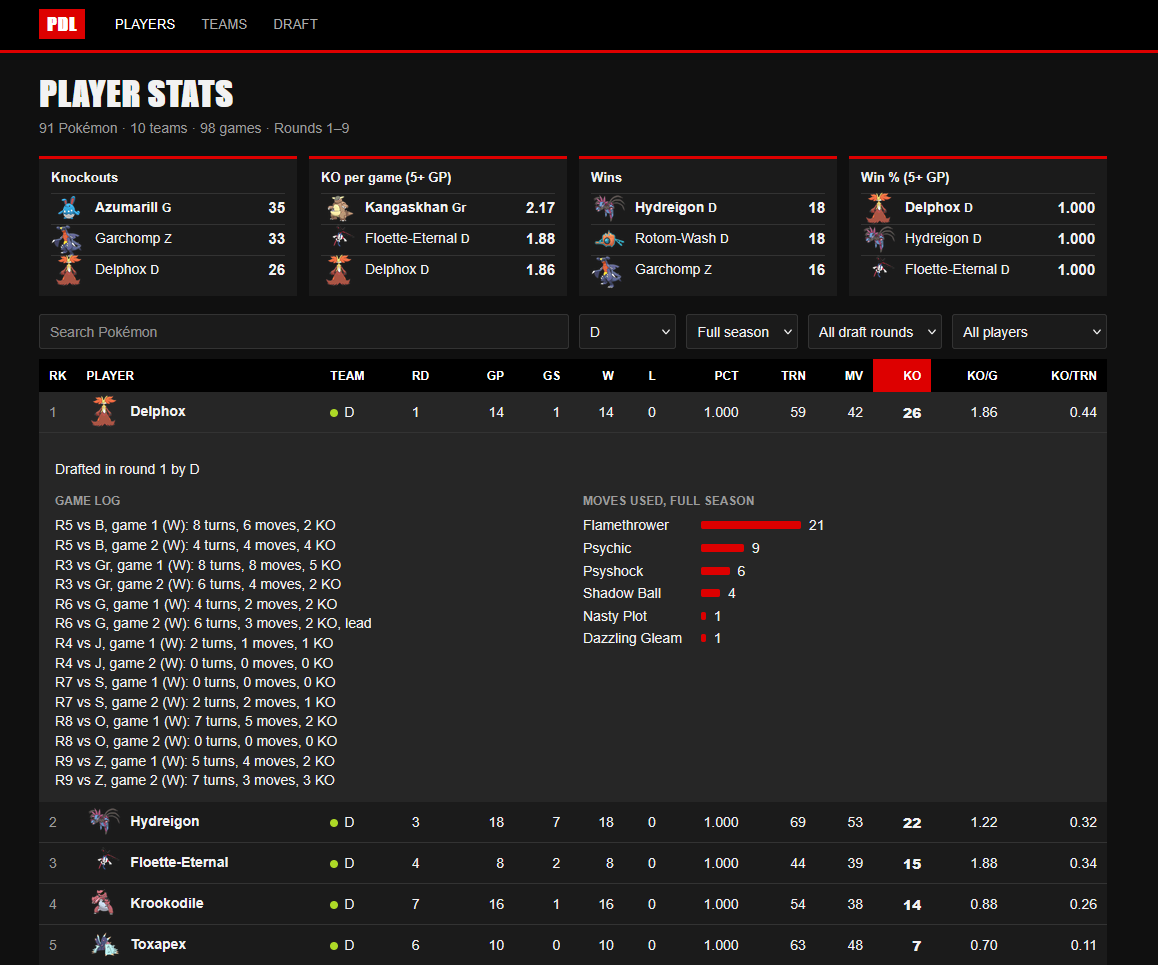 PDL PLAYERS TEAMS DRAFT
PLAYER STATS
91 Pokémon · 10 teams · 98 games · Rounds 1–9
Knockouts
Azumarill G 35
Garchomp Z 33
Delphox D 26
KO per game (5+ GP)
Kangaskhan Gr 2.17
Floette-Eternal D 1.88
Delphox D 1.86
Wins
Hydreigon D 18
Rotom-Wash D 18
Garchomp Z 16
Win % (5+ GP)
Delphox D 1.000
Hydreigon D 1.000
Floette-Eternal D 1.000
Search Pokémon D Full season All draft rounds All players
RK PLAYER TEAM RD GP GS W L PCT TRN MV KO KO/G KO/TRN
1 Delphox D 1 14 1 14 0 1.000 59 42 26 1.86 0.44
Drafted in round 1 by D
GAME LOG
R5 vs B, game 1 (W): 8 turns, 6 moves, 2 KO
R5 vs B, game 2 (W): 4 turns, 4 moves, 4 KO
R3 vs Gr, game 1 (W): 8 turns, 8 moves, 5 KO
R3 vs Gr, game 2 (W): 6 turns, 4 moves, 2 KO
R6 vs G, game 1 (W): 4 turns, 2 moves, 2 KO
R6 vs G, game 2 (W): 6 turns, 3 moves, 2 KO, lead
R4 vs J, game 1 (W): 2 turns, 1 moves, 1 KO
R4 vs J, game 2 (W): 0 turns, 0 moves, 0 KO
R7 vs S, game 1 (W): 0 turns, 0 moves, 0 KO
R7 vs S, game 2 (W): 2 turns, 2 moves, 1 KO
R8 vs O, game 1 (W): 7 turns, 5 moves, 2 KO
R8 vs O, game 2 (W): 0 turns, 0 moves, 0 KO
R9 vs Z, game 1 (W): 5 turns, 4 moves, 2 KO
R9 vs Z, game 2 (W): 7 turns, 3 moves, 3 KO
MOVES USED, FULL SEASON
Flamethrower 21
Psychic 9
Psyshock 6
Shadow Ball 4
Nasty Plot 1
Dazzling Gleam 1
2 Hydreigon D 3 18 7 18 0 1.000 69 53 22 1.22 0.32
3 Floette-Eternal D 4 8 2 8 0 1.000 44 39 15 1.88 0.34
4 Krookodile D 7 16 1 16 0 1.000 54 38 14 0.88 0.26
5 Toxapex D 6 10 0 10 0 1.000 63 48 7 0.70 0.11